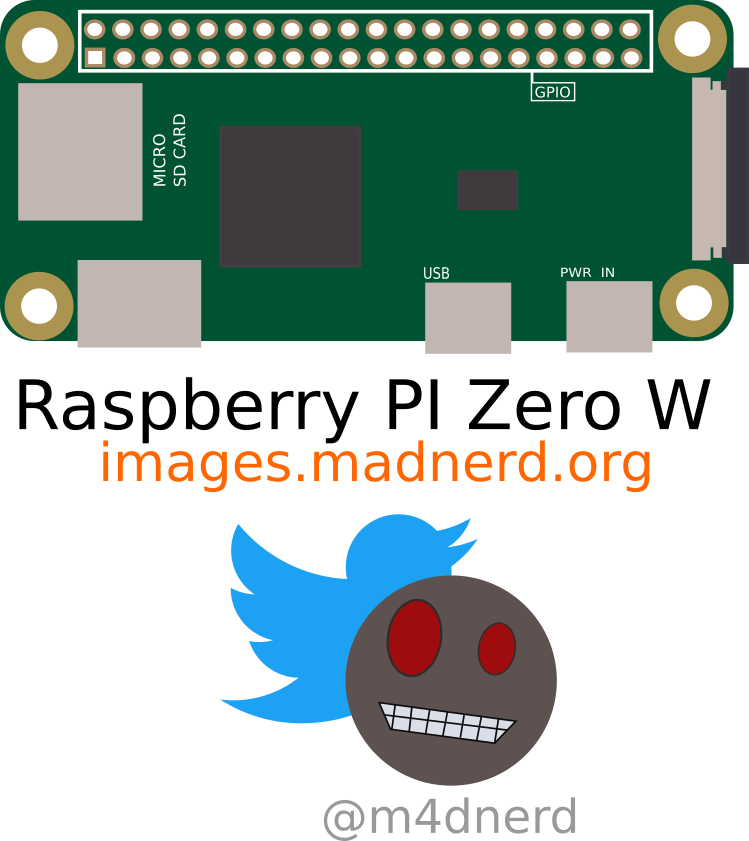 GPIO
MICRO
SD CARD
USB
PWR IN
Raspberry PI Zero W
images.madnerd.org
@m4dnerd